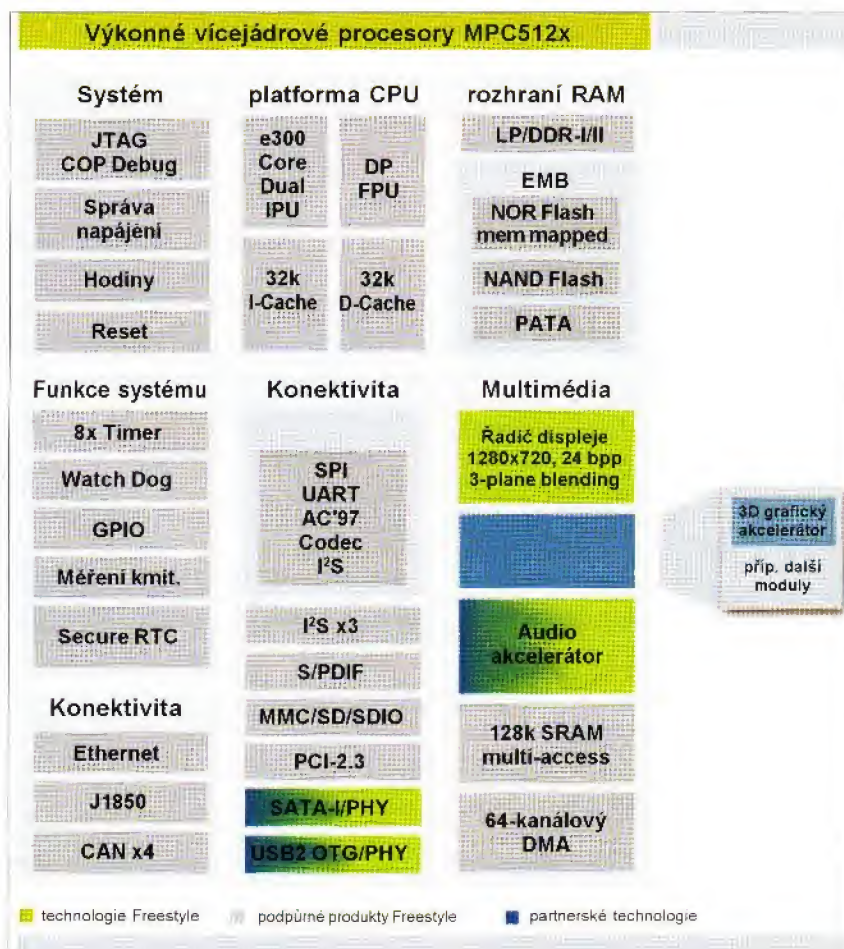 Výkonné vícejádrové procesory MPC512x
Systém
JTAG
COP Debug
Správa
napájení
Hodiny
Reset
platforma CPU
e300
Core
Dual
IPU
DP
FPU
32k
I-Cache
32k
D-Cache
rozhraní RAM
LP/DDR-I/II
EMB
NOR Flash
mem mapped
NAND Flash
PATA
Funkce systému
8x Timer
Watch Dog
GPIO
Měření kmit.
Secure RTC
Konektivita
Ethernet
J1850
CAN x4
Konektivita
SPI
UART
AC'97
Codec
I²S
I²S x3
S/PDIF
MMC/SD/SDIO
PCI-2.3
SATA-I/PHY
USB2 OTG/PHY
Multimédia
Řadič displeje
1280x720, 24 bpp
3-plane blending
Audio
akcelerátor
128k SRAM
multi-access
64-kanálový
DMA
3D grafický
akcelerátor
příp. další
moduly
technologie Freestyle
podpůrné produkty Freestyle
partnerské technologie